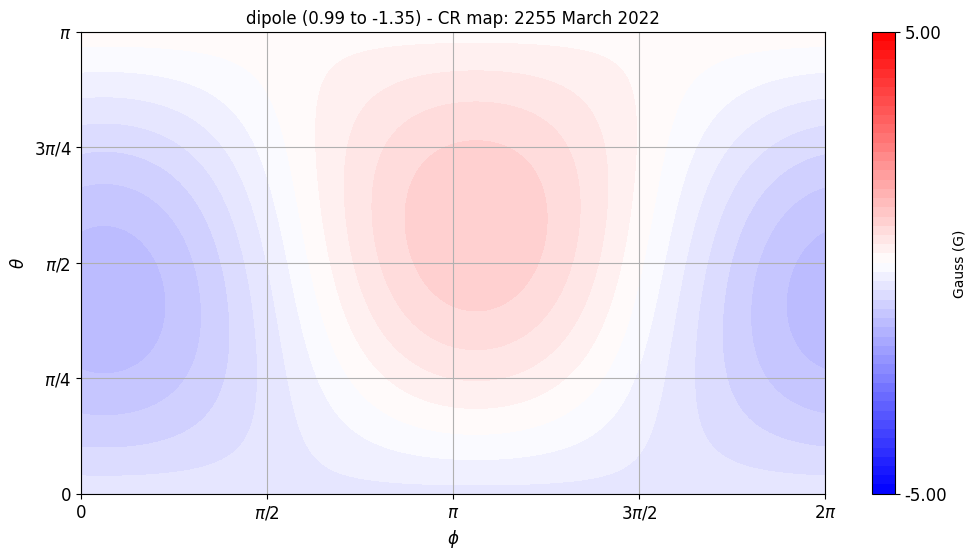 dipole (0.99 to -1.35) - CR map: 2255 March 2022
π
3π/4
π/2
π/4
0
θ
0
π/2
π
3π/2
2π
ϕ
5.00
-5.00
Gauss (G)